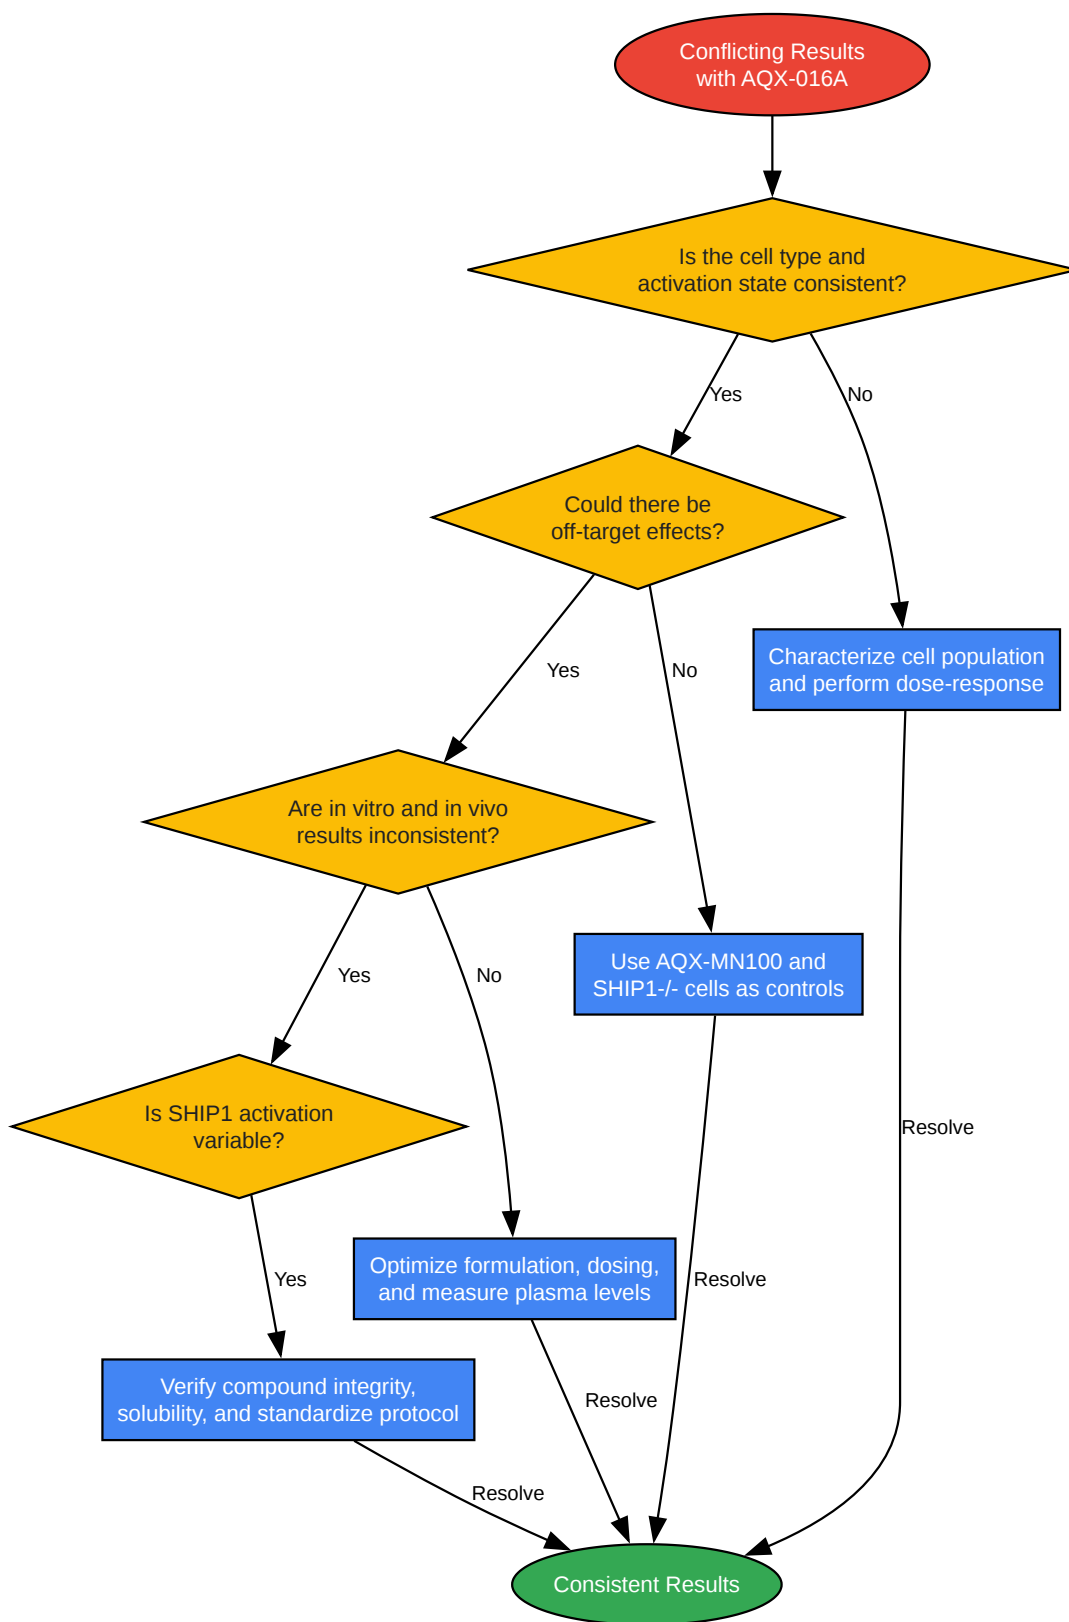 Conflicting Results
with AQX-016A
Is the cell type and
activation state consistent?
Yes
No
Could there be
off-target effects?
Yes
No
Characterize cell population
and perform dose-response
Are in vitro and in vivo
results inconsistent?
Yes
No
Use AQX-MN100 and
SHIP1-/- cells as controls
Is SHIP1 activation
variable?
Resolve
Yes
Optimize formulation, dosing,
and measure plasma levels
Resolve
Verify compound integrity,
solubility, and standardize protocol
Resolve
Resolve
Consistent Results